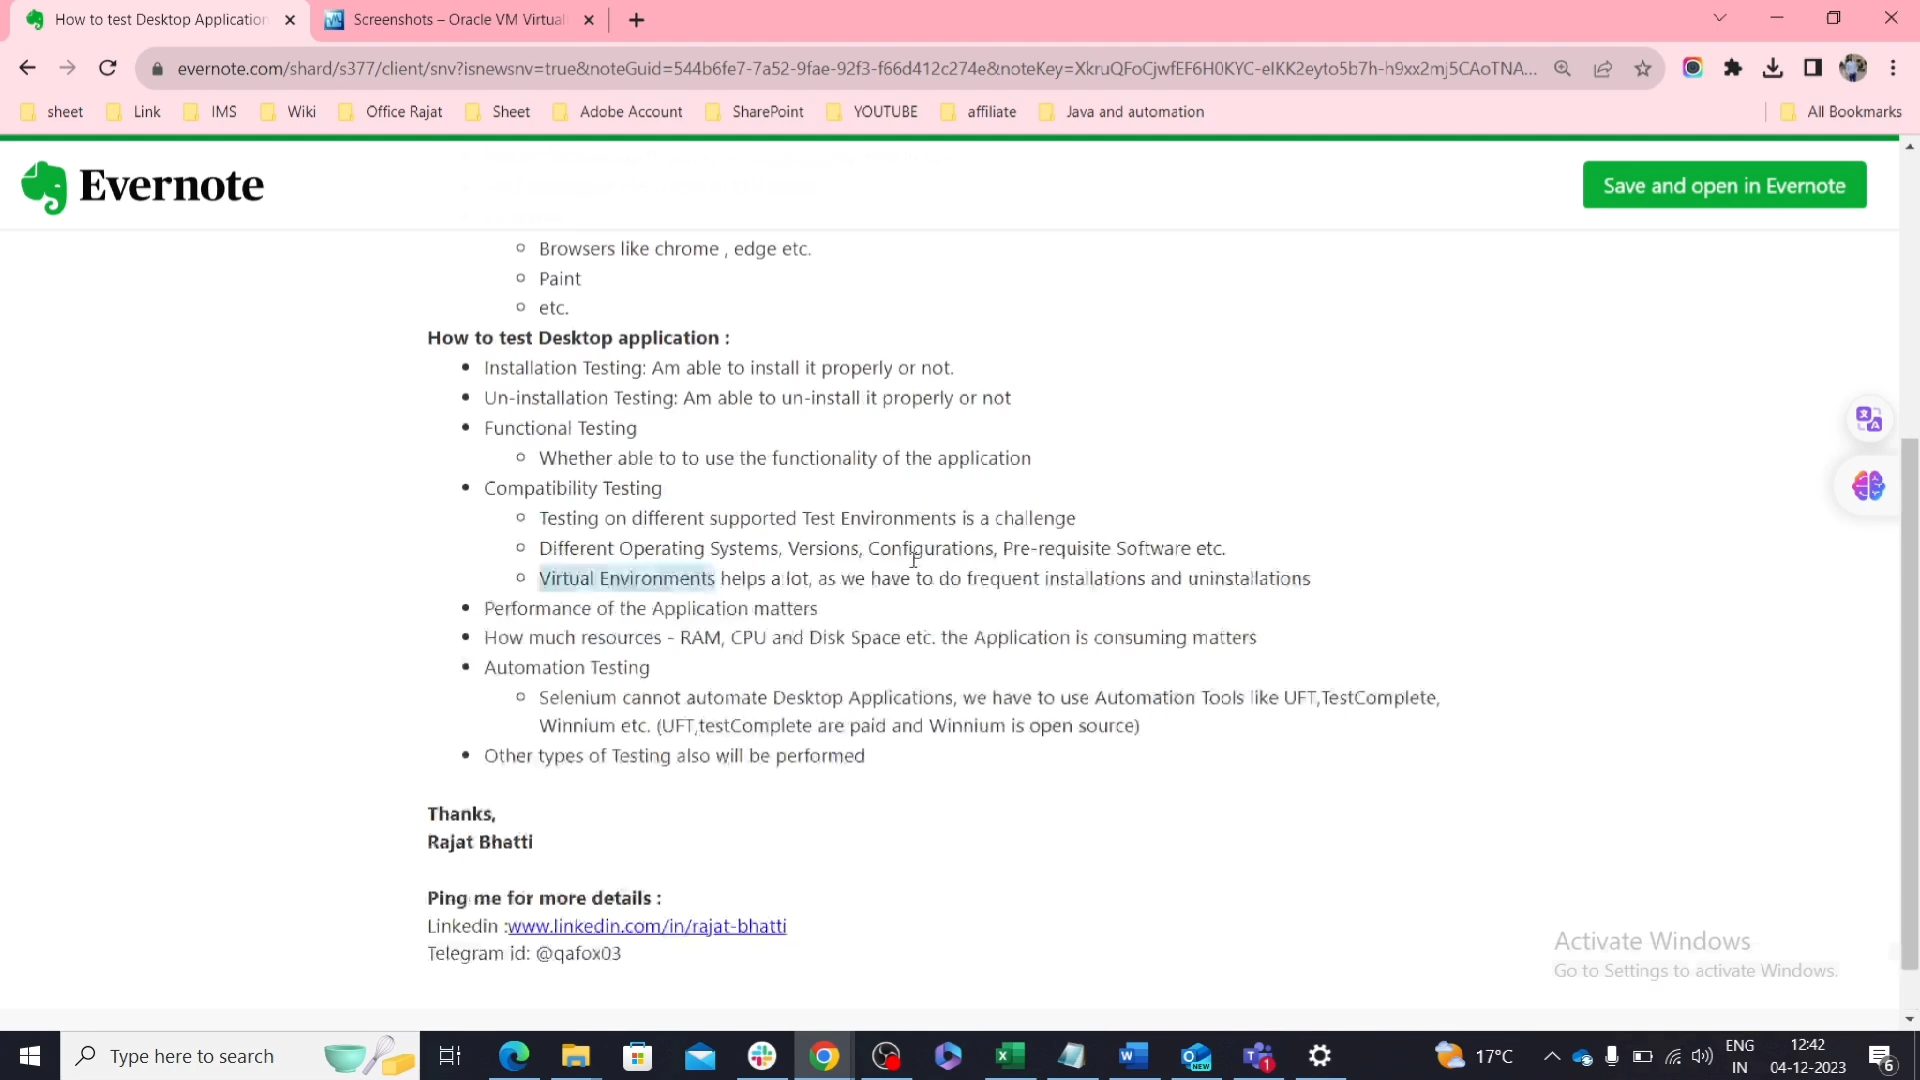 How to test Desktop Application
Screenshots – Oracle VM Virtual
evernote.com/shard/s377/client/snv?isnewsnv=true&noteGuid=544b6fe7-7a52-9fae-92f3-f66d412c274e&noteKey=XkruQFoCjwfEF6H0KYC-eIKK2eyto5b7h-h9xx2mj5CAoTNA...
sheet Link IMS Wiki Office Rajat Sheet Adobe Account SharePoint YOUTUBE affiliate Java and automation All Bookmarks
Evernote
Save and open in Evernote
Browsers like chrome , edge etc.
Paint
etc.
How to test Desktop application :
Installation Testing: Am able to install it properly or not.
Un-installation Testing: Am able to un-install it properly or not
Functional Testing
Whether able to to use the functionality of the application
Compatibility Testing
Testing on different supported Test Environments is a challenge
Different Operating Systems, Versions, Configurations, Pre-requisite Software etc.
Virtual Environments helps a lot, as we have to do frequent installations and uninstallations
Performance of the Application matters
How much resources - RAM, CPU and Disk Space etc. the Application is consuming matters
Automation Testing
Selenium cannot automate Desktop Applications, we have to use Automation Tools like UFT,TestComplete,
Winnium etc. (UFT,testComplete are paid and Winnium is open source)
Other types of Testing also will be performed
Thanks,
Rajat Bhatti
Ping me for more details :
Linkedin :www.linkedin.com/in/rajat-bhatti
Telegram id: @qafox03
Activate Windows
Go to Settings to activate Windows.
Type here to search
17°C
ENG
IN
12:42
04-12-2023
6